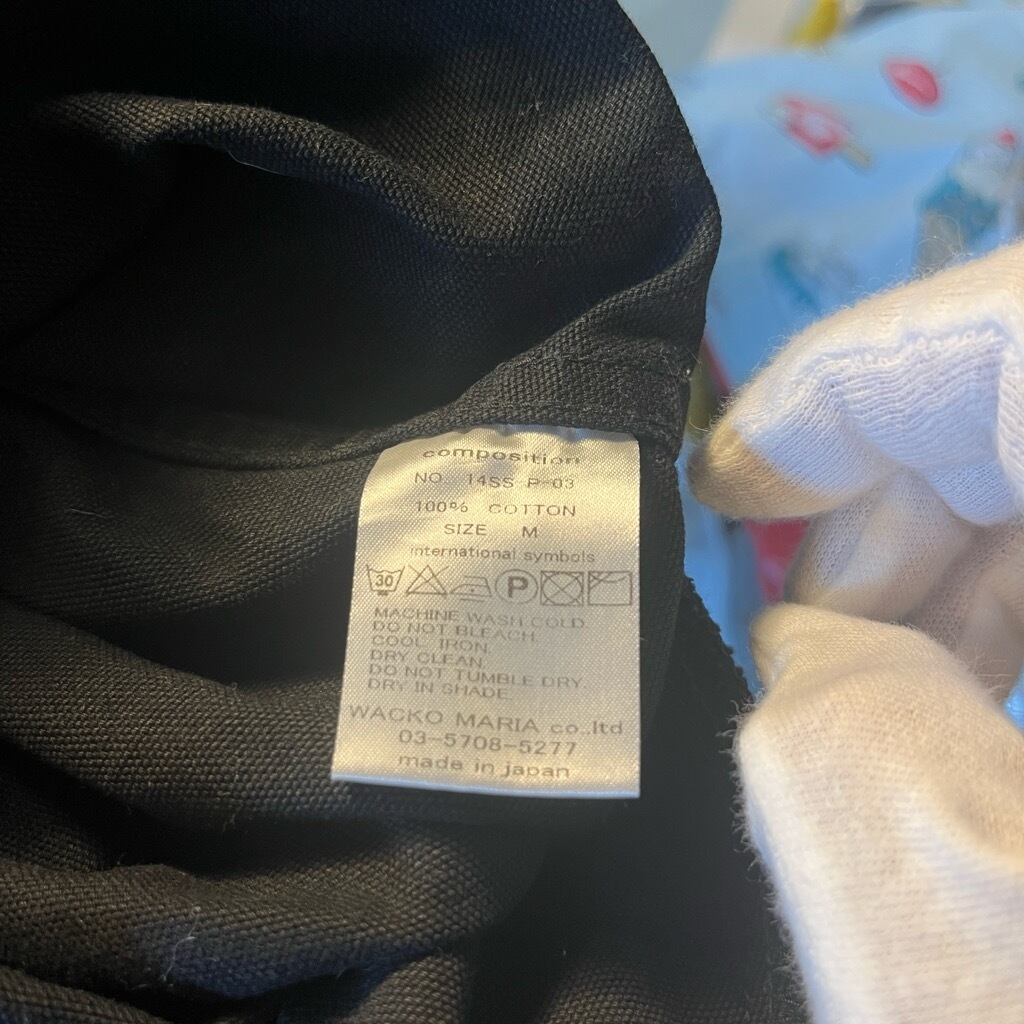 composition
NO. 14SS P-03
100% COTTON
SIZE M
international symbols
30 P
MACHINE WASH COLD.
DO NOT BLEACH.
COOL IRON.
DRY CLEAN.
DO NOT TUMBLE DRY.
DRY IN SHADE.
WACKO MARIA co.,ltd
03-5708-5277
made in japan